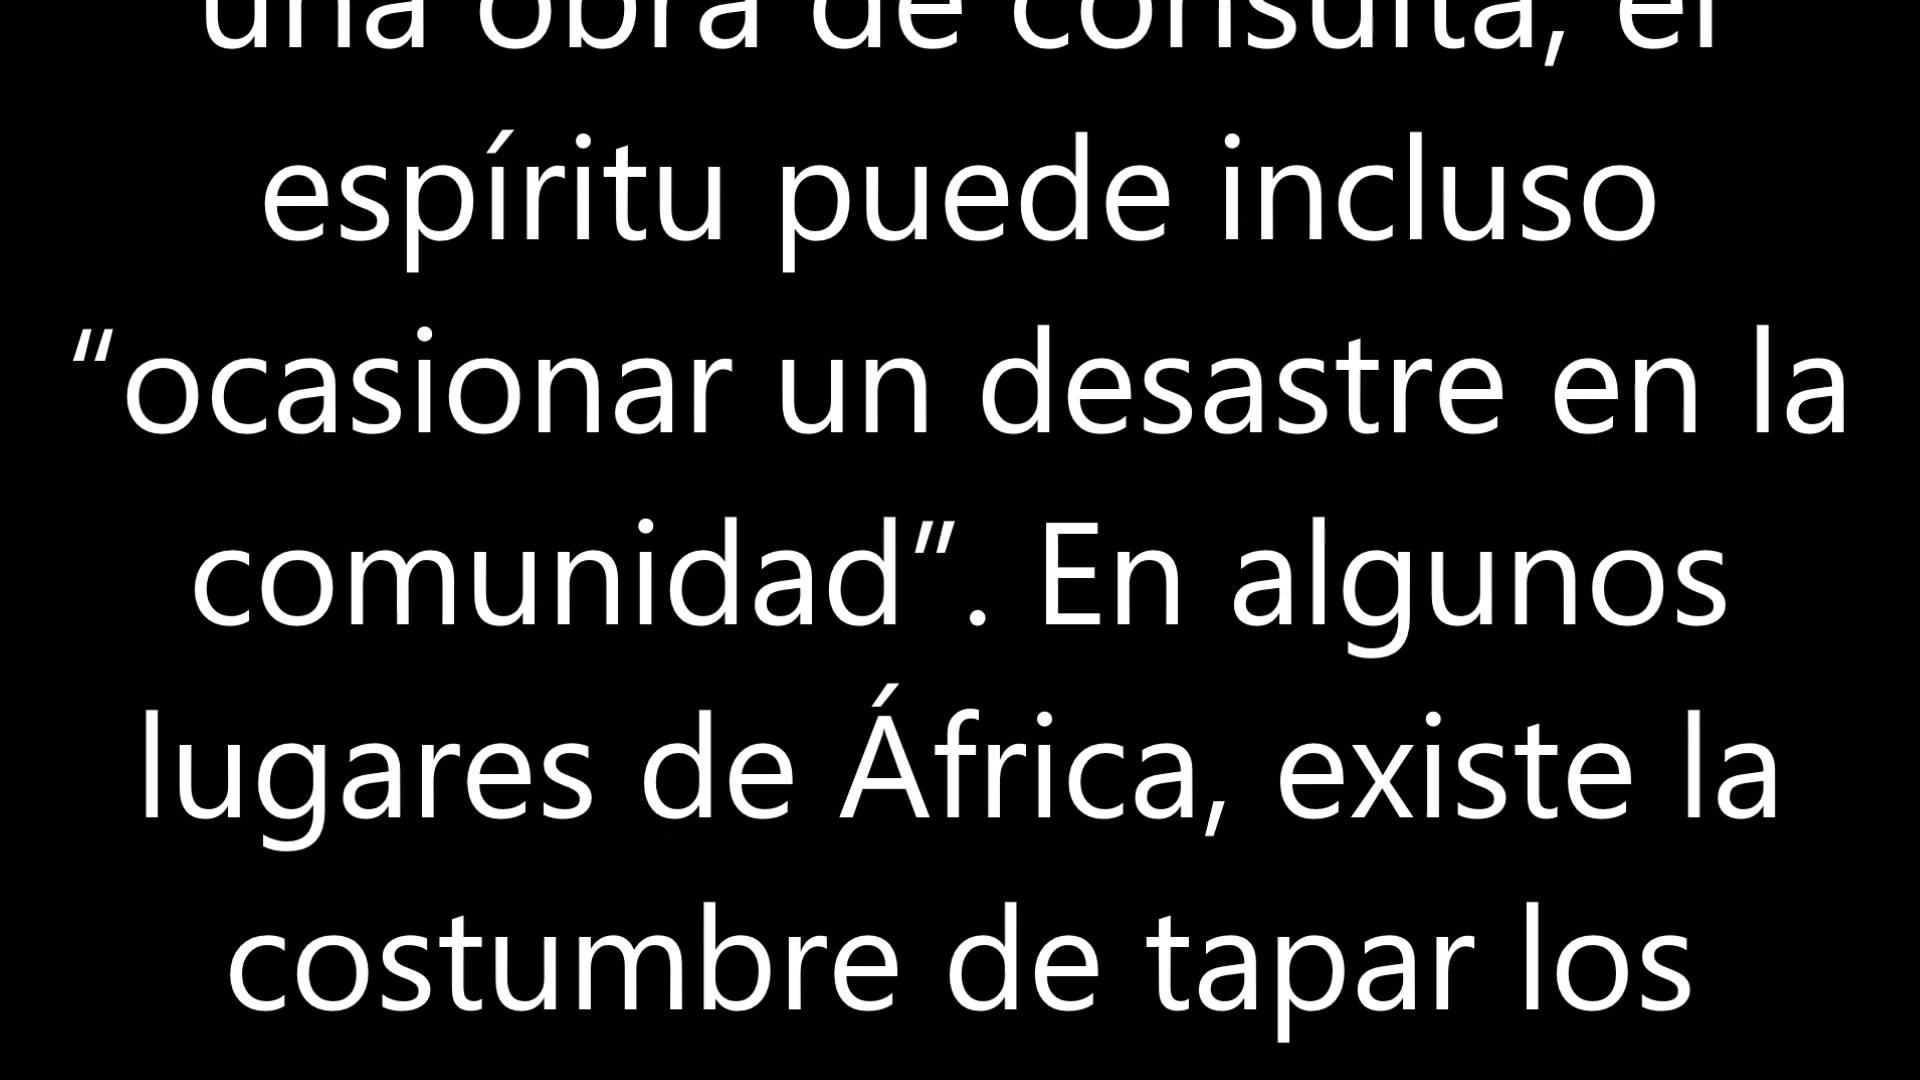 una obra de consulta, el
espíritu puede incluso
“ocasionar un desastre en la
comunidad”. En algunos
lugares de África, existe la
costumbre de tapar los